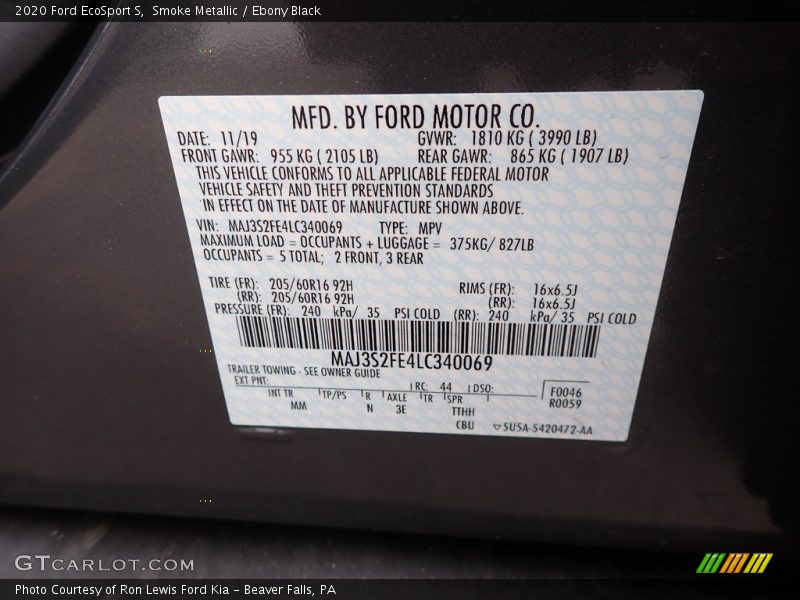 2020 Ford EcoSport S, Smoke Metallic / Ebony Black
MFD. BY FORD MOTOR CO.
DATE: 11/19 GVWR: 1810 KG ( 3990 LB)
FRONT GAWR: 955 KG ( 2105 LB) REAR GAWR: 865 KG ( 1907 LB)
THIS VEHICLE CONFORMS TO ALL APPLICABLE FEDERAL MOTOR
VEHICLE SAFETY AND THEFT PREVENTION STANDARDS
IN EFFECT ON THE DATE OF MANUFACTURE SHOWN ABOVE.
VIN: MAJ3S2FE4LC340069 TYPE: MPV
MAXIMUM LOAD = OCCUPANTS + LUGGAGE = 375KG/ 827LB
OCCUPANTS = 5 TOTAL; 2 FRONT, 3 REAR
TIRE (FR): 205/60R16 92H RIMS (FR): 16x6.5J
(RR): 205/60R16 92H (RR): 16x6.5J
PRESSURE (FR): 240 kPa/ 35 PSI COLD (RR): 240 kPa/ 35 PSI COLD
MAJ3S2FE4LC340069
TRAILER TOWING - SEE OWNER GUIDE
EXT PNT: RC: 44 DSO: F0046
INT TR TP/PS R AXLE TR SPR R0059
MM N 3E TTHH
CBU 5U5A-5420472-AA
GTCARLOT.COM
Photo Courtesy of Ron Lewis Ford Kia - Beaver Falls, PA